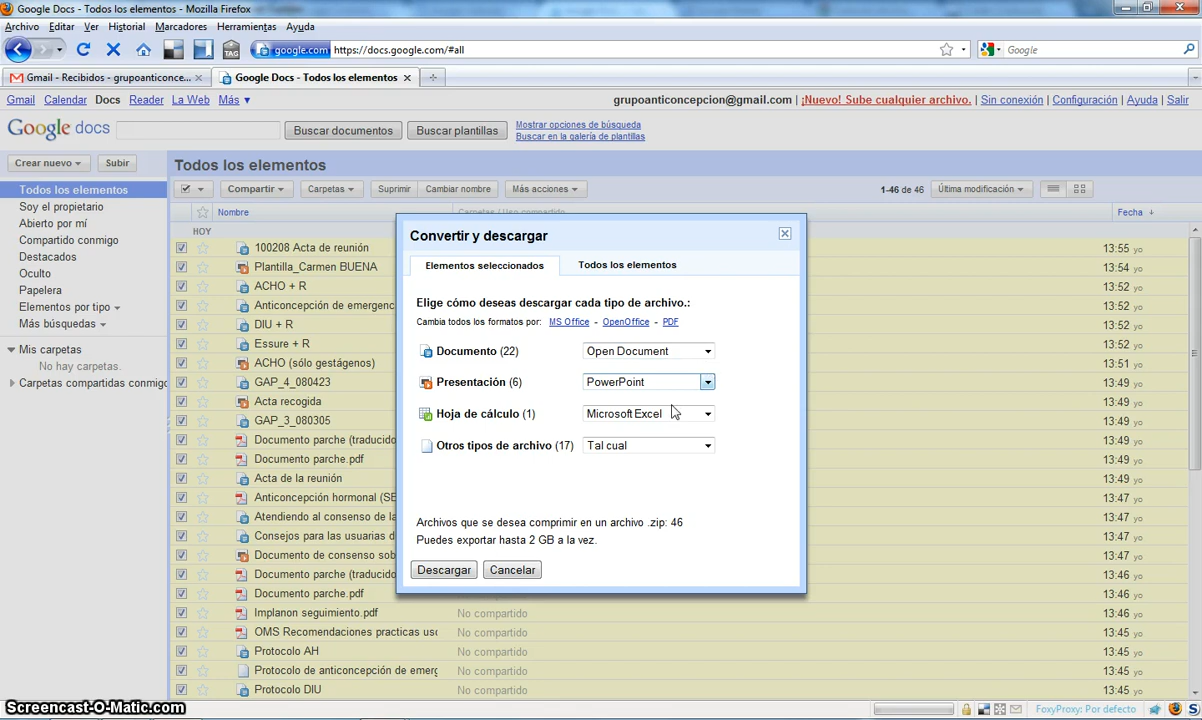 Google Docs - Todos los elementos - Mozilla Firefox
Archivo Editar Ver Historial Marcadores Herramientas Ayuda
TAG google.com https://docs.google.com/#all Google
Gmail - Recibidos - grupoanticonce... Google Docs - Todos los elementos
Gmail Calendar Docs Reader La Web Más grupoanticoncepcion@gmail.com | ¡Nuevo! Sube cualquier archivo. | Sin conexión | Configuración | Ayuda | Salir
Google docs Buscar documentos Buscar plantillas Mostrar opciones de búsqueda
Buscar en la galería de plantillas
Crear nuevo Subir Todos los elementos
Todos los elementos Compartir Carpetas Suprimir Cambiar nombre Más acciones 1-46 de 46 Última modificación
Soy el propietario Nombre Carpetas / Uso compartido Fecha
Abierto por mí
Compartido conmigo
Destacados
Oculto
Papelera
Elementos por tipo
Más búsquedas
Mis carpetas
No hay carpetas.
Carpetas compartidas conmigo
HOY
100208 Acta de reunión 13:55 yo
Plantilla_Carmen BUENA 13:54 yo
ACHO + R 13:52 yo
Anticoncepción de emergenc 13:52 yo
DIU + R 13:52 yo
Essure + R 13:52 yo
ACHO (sólo gestágenos) 13:51 yo
GAP_4_080423 13:49 yo
Acta recogida 13:49 yo
GAP_3_080305 13:49 yo
Documento parche (traducido 13:49 yo
Documento parche.pdf 13:49 yo
Acta de la reunión 13:49 yo
Anticoncepción hormonal (SE 13:47 yo
Atendiendo al consenso de la 13:47 yo
Consejos para las usuarias d 13:47 yo
Documento de consenso sob 13:47 yo
Documento parche (traducido 13:46 yo
Documento parche.pdf 13:46 yo
Implanon seguimiento.pdf No compartido 13:46 yo
OMS Recomendaciones practicas uso No compartido 13:45 yo
Protocolo AH No compartido 13:45 yo
Protocolo de anticoncepción de emerg No compartido 13:45 yo
Protocolo DIU No compartido 13:45 yo
Convertir y descargar
Elementos seleccionados Todos los elementos
Elige cómo deseas descargar cada tipo de archivo.:
Cambia todos los formatos por: MS Office - OpenOffice - PDF
Documento (22) Open Document
Presentación (6) PowerPoint
Hoja de cálculo (1) Microsoft Excel
Otros tipos de archivo (17) Tal cual
Archivos que se desea comprimir en un archivo .zip: 46
Puedes exportar hasta 2 GB a la vez.
Descargar Cancelar
Screencast-O-Matic.com FoxyProxy: Por defecto S